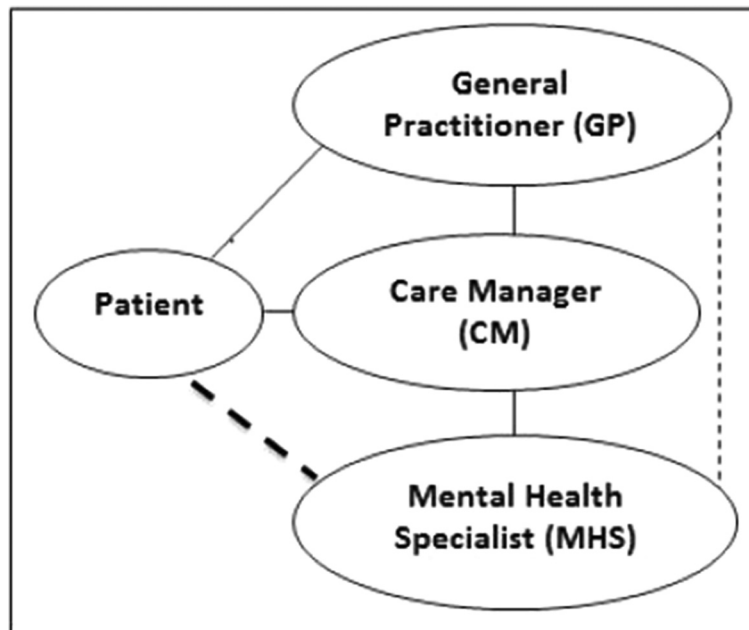 General
Practitioner (GP)
Patient
Care Manager
(CM)
Mental Health
Specialist (MHS)